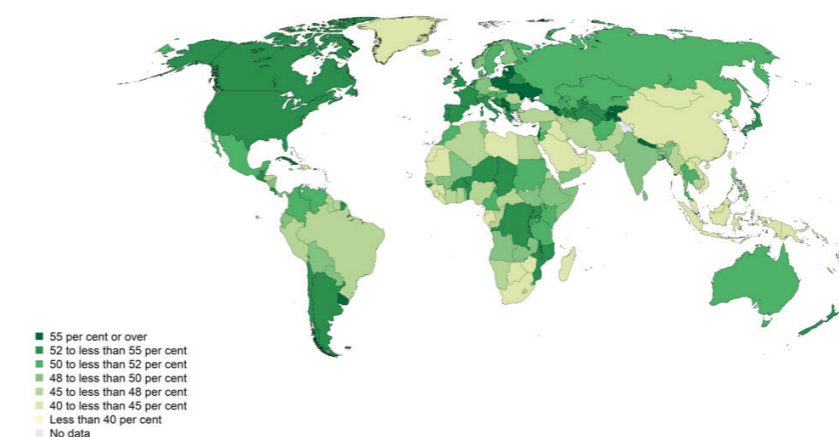 55 per cent or over
52 to less than 55 per cent
50 to less than 52 per cent
48 to less than 50 per cent
45 to less than 48 per cent
40 to less than 45 per cent
Less than 40 per cent
No data